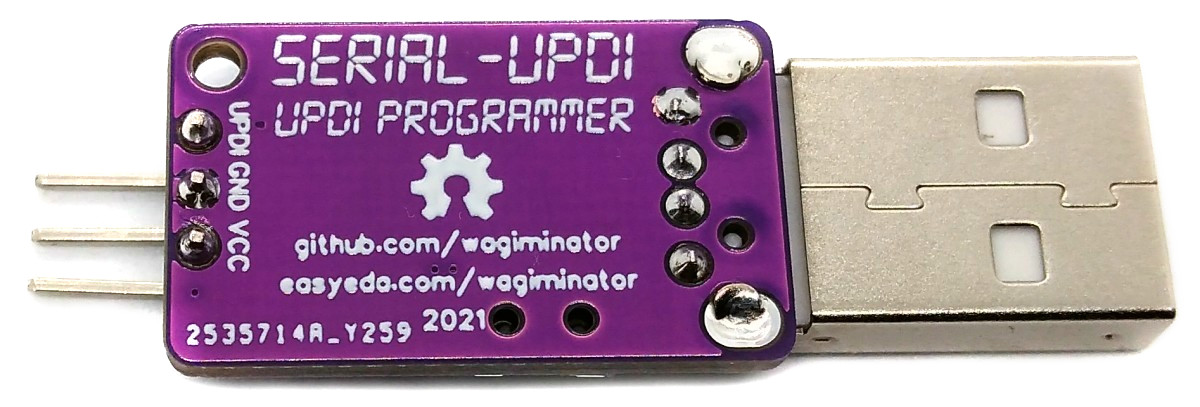 SERIAL-UPDI
UPDI PROGRAMMER
UPDI GND VCC
github.com/wagiminator
easyeda.com/wagiminator
2021
2535714A_Y259